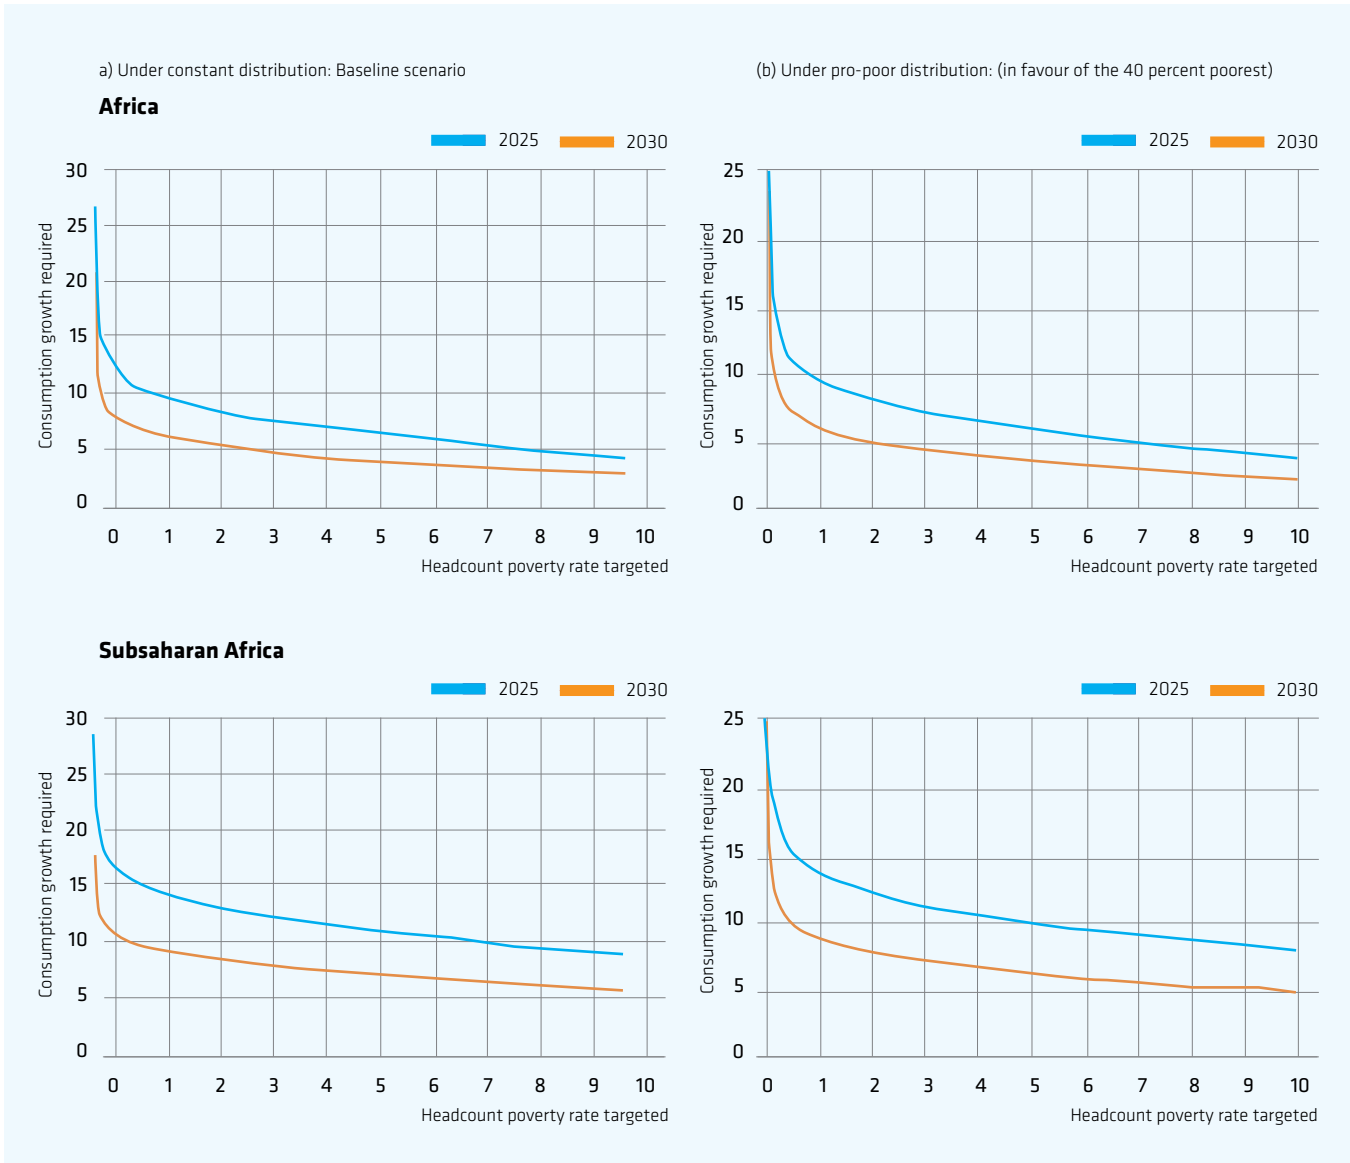 a) Under constant distribution: Baseline scenario
(b) Under pro-poor distribution: (in favour of the 40 percent poorest)
Africa
2025 2030
30
25
20
15
10
5
0
Consumption growth required
0 1 2 3 4 5 6 7 8 9 10
Headcount poverty rate targeted
2025 2030
25
20
15
10
5
0
Consumption growth required
0 1 2 3 4 5 6 7 8 9 10
Headcount poverty rate targeted
Subsaharan Africa
2025 2030
30
25
20
15
10
5
0
Consumption growth required
0 1 2 3 4 5 6 7 8 9 10
Headcount poverty rate targeted
2025 2030
25
20
15
10
5
0
Consumption growth required
0 1 2 3 4 5 6 7 8 9 10
Headcount poverty rate targeted